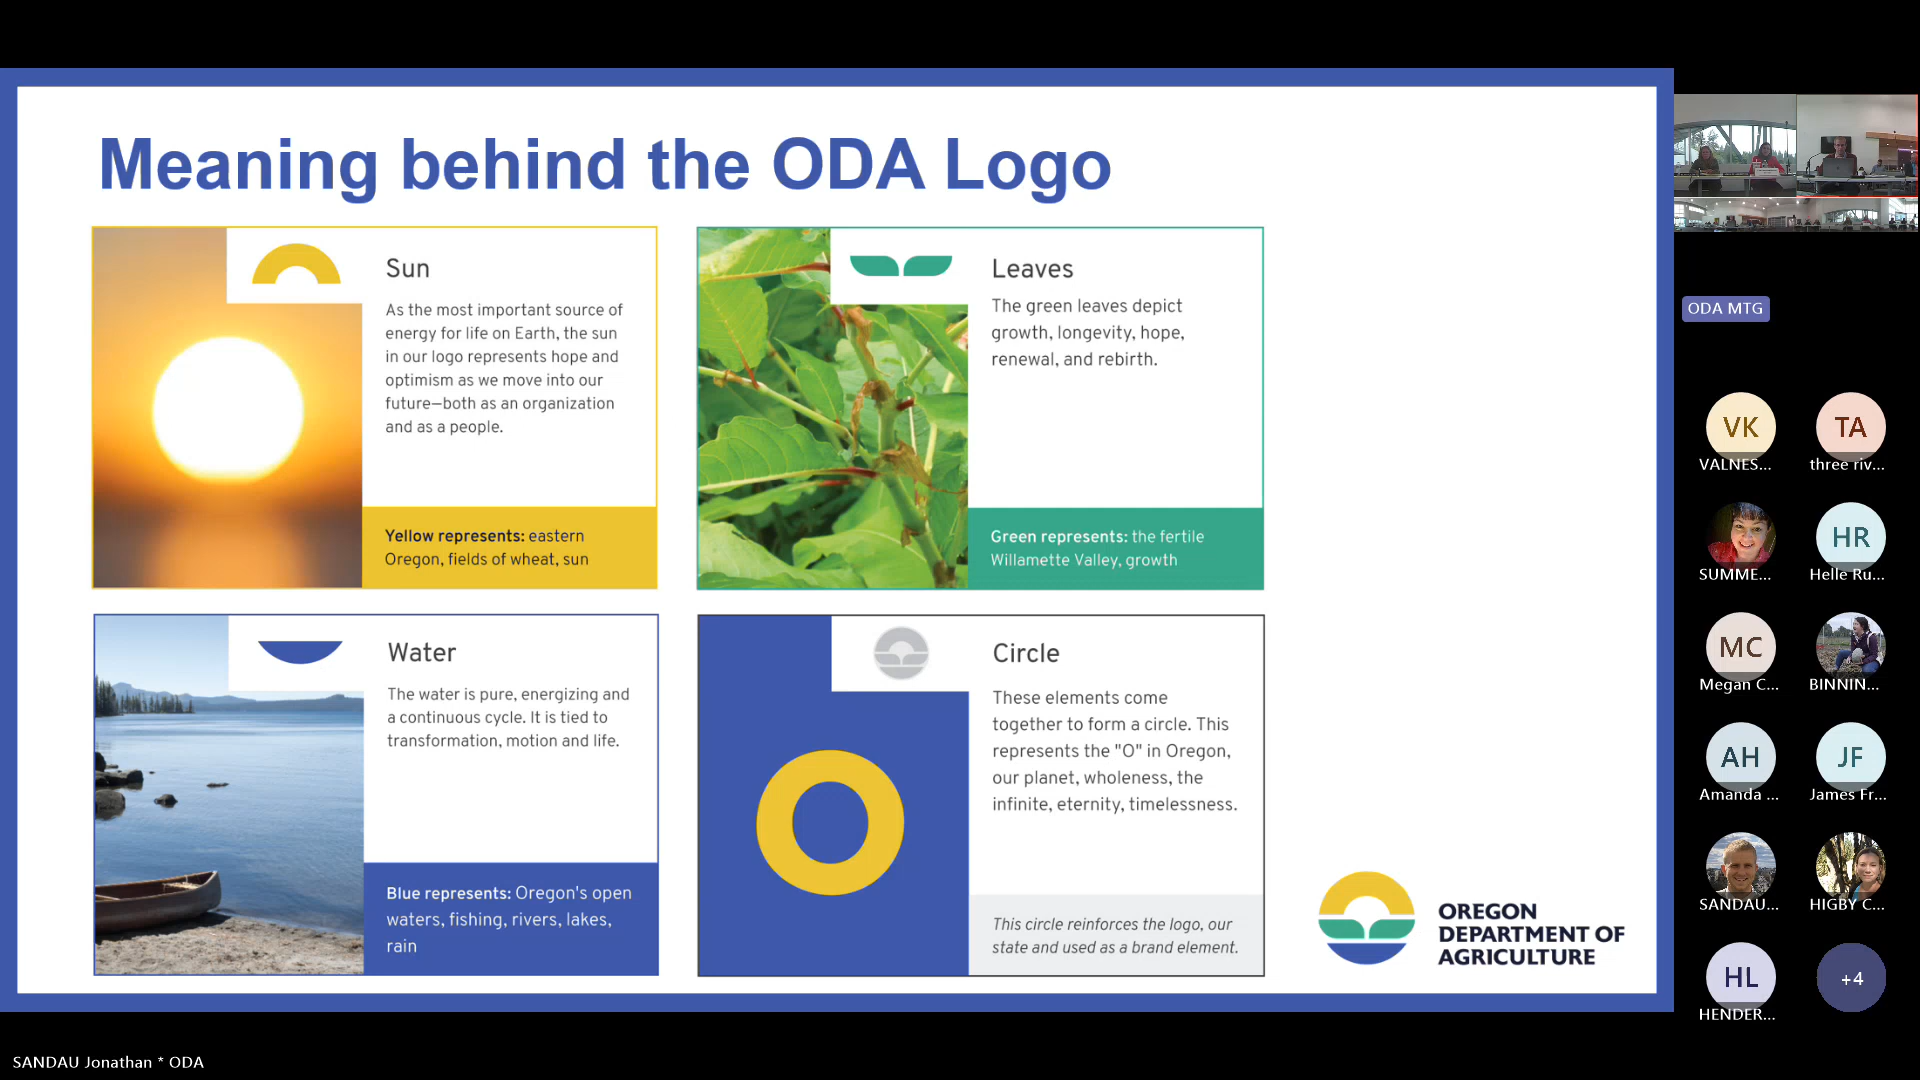 Meaning behind the ODA Logo
Sun
As the most important source of
energy for life on Earth, the sun
in our logo represents hope and
optimism as we move into our
future—both as an organization
and as a people.
Yellow represents: eastern
Oregon, fields of wheat, sun
Leaves
The green leaves depict
growth, longevity, hope,
renewal, and rebirth.
Green represents: the fertile
Willamette Valley, growth
Water
The water is pure, energizing and
a continuous cycle. It is tied to
transformation, motion and life.
Blue represents: Oregon's open
waters, fishing, rivers, lakes,
rain
Circle
These elements come
together to form a circle. This
represents the "O" in Oregon,
our planet, wholeness, the
infinite, eternity, timelessness.
This circle reinforces the logo, our
state and used as a brand element.
OREGON
DEPARTMENT OF
AGRICULTURE
ODA MTG
VK
VALNES...
TA
three riv...
SUMME...
HR
Helle Ru...
MC
Megan C...
BINNIN...
AH
Amanda ...
JF
James Fr...
SANDAU...
HIGBY C...
HL
HENDER...
+4
SANDAU Jonathan * ODA